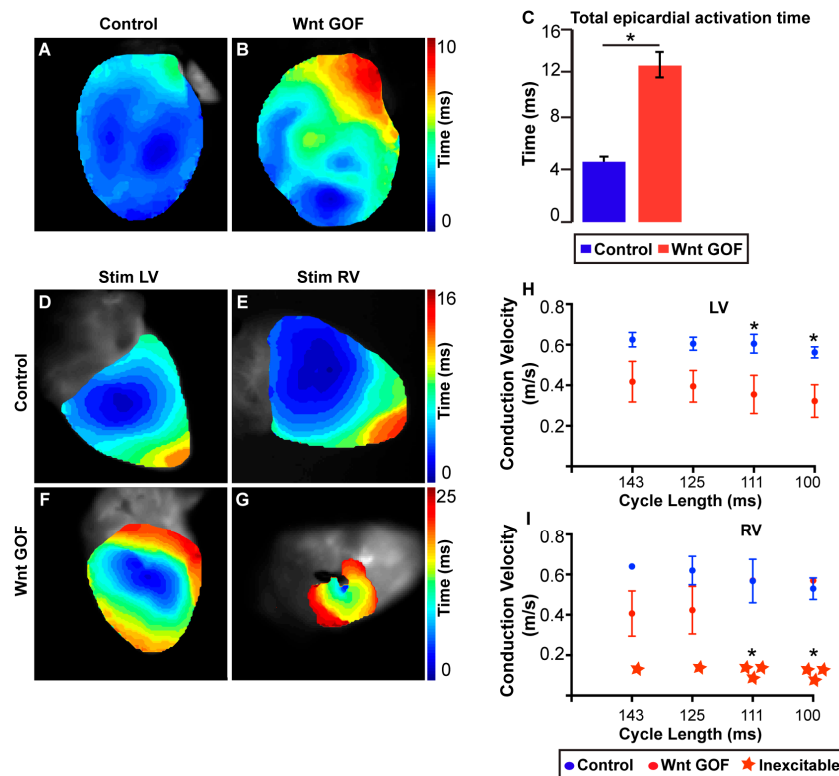 Control
Wnt GOF
A
B
10
Time (ms)
0
C
Total epicardial activation time
*
16
12
8
4
0
Time (ms)
Control
Wnt GOF
Stim LV
Stim RV
Control
D
E
16
Time (ms)
0
Wnt GOF
F
G
25
Time (ms)
0
H
LV
Conduction Velocity
(m/s)
0.8
0.6
0.4
0.2
* *
143 125 111 100
Cycle Length (ms)
I
RV
Conduction Velocity
(m/s)
0.8
0.6
0.4
0.2
* *
143 125 111 100
Cycle Length (ms)
Control
Wnt GOF
Inexcitable